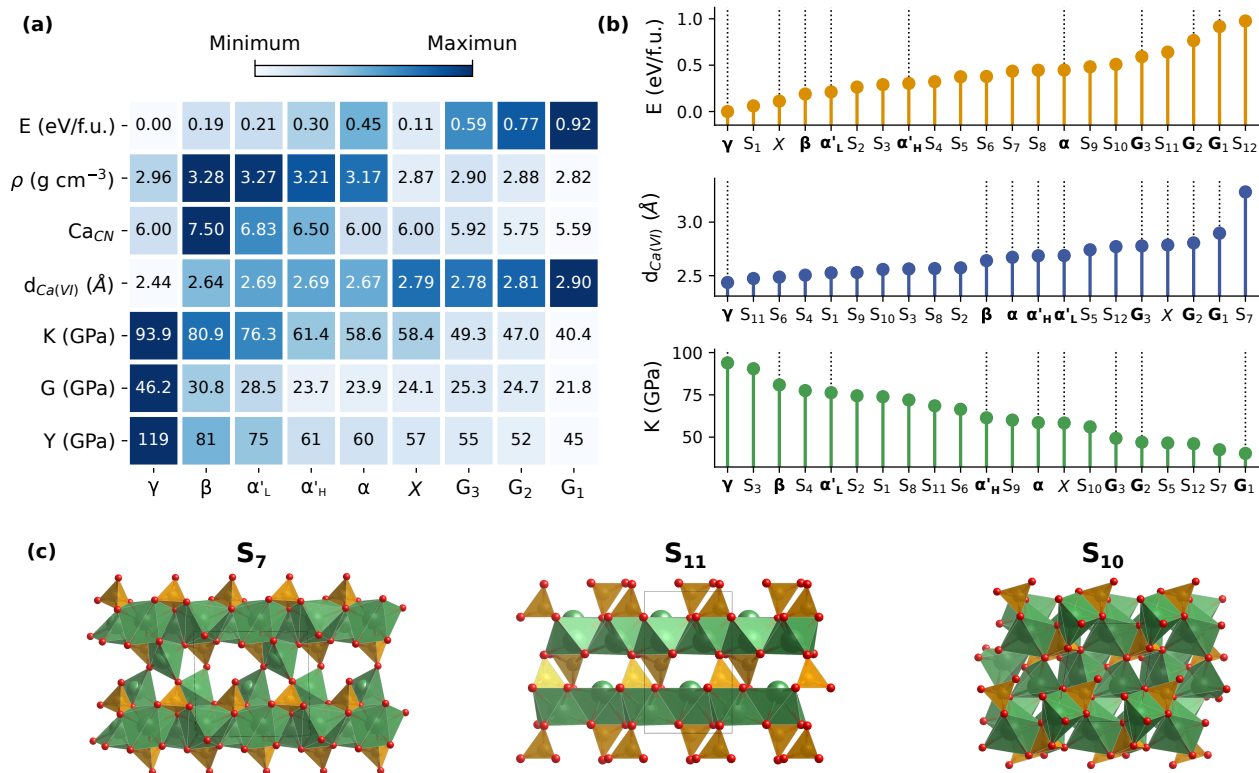 (a)
Minimum Maximun
E (eV/f.u.) 0.00 0.19 0.21 0.30 0.45 0.11 0.59 0.77 0.92
ρ (g cm⁻³) 2.96 3.28 3.27 3.21 3.17 2.87 2.90 2.88 2.82
Ca_CN 6.00 7.50 6.83 6.50 6.00 6.00 5.92 5.75 5.59
d_Ca(VI) (Å) 2.44 2.64 2.69 2.69 2.67 2.79 2.78 2.81 2.90
K (GPa) 93.9 80.9 76.3 61.4 58.6 58.4 49.3 47.0 40.4
G (GPa) 46.2 30.8 28.5 23.7 23.9 24.1 25.3 24.7 21.8
Y (GPa) 119 81 75 61 60 57 55 52 45
γ β α'_L α'_H α X G₃ G₂ G₁
(b)
E (eV/f.u.)
1.0
0.5
0.0
γ S₁ X β α'_L S₂ S₃ α'_H S₄ S₅ S₆ S₇ S₈ α S₉ S₁₀ G₃ S₁₁ G₂ G₁ S₁₂
d_Ca(VI) (Å)
3.0
2.5
γ S₁₁ S₆ S₄ S₁ S₉ S₁₀ S₃ S₈ S₂ β α α'_H α'_L S₅ S₁₂ G₃ X G₂ G₁ S₇
K (GPa)
100
75
50
γ S₃ β S₄ α'_L S₂ S₁ S₈ S₁₁ S₆ α'_H S₉ α X S₁₀ G₃ G₂ S₅ S₁₂ S₇ G₁
(c)
S₇ S₁₁ S₁₀